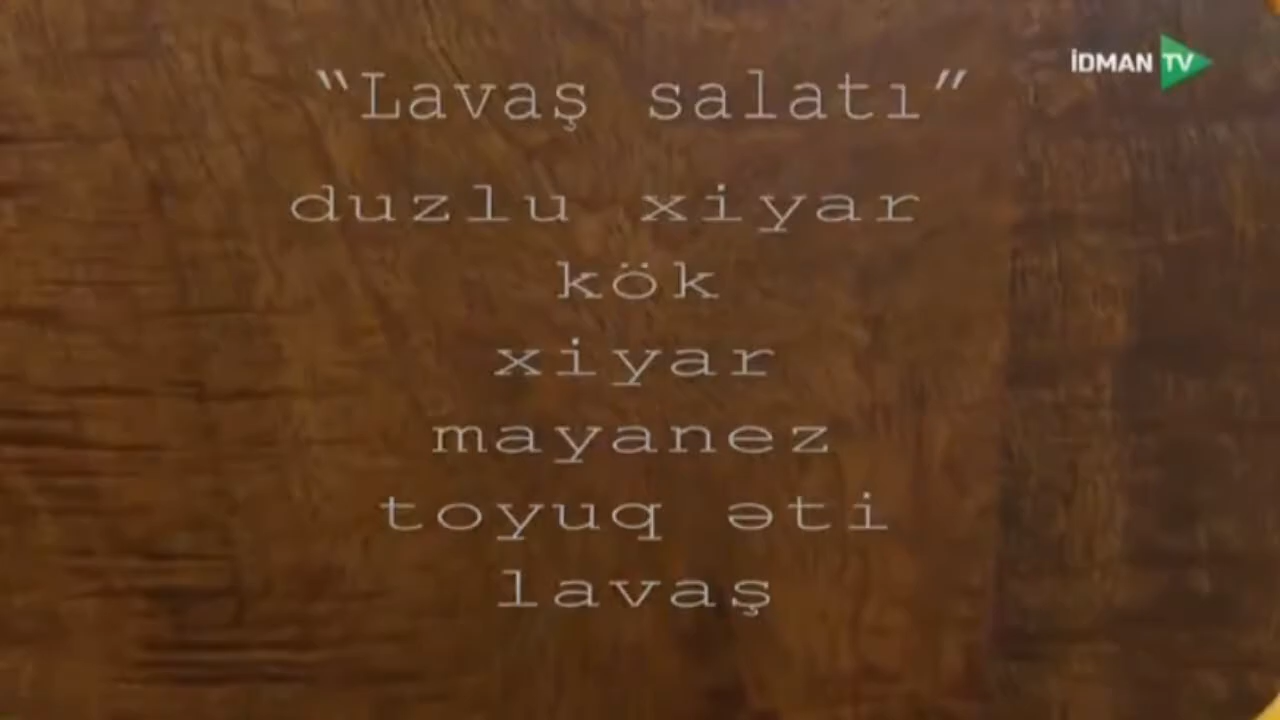 İDMAN TV
“Lavaş salatı”
duzlu xiyar
kök
xiyar
mayanez
toyuq əti
lavaş